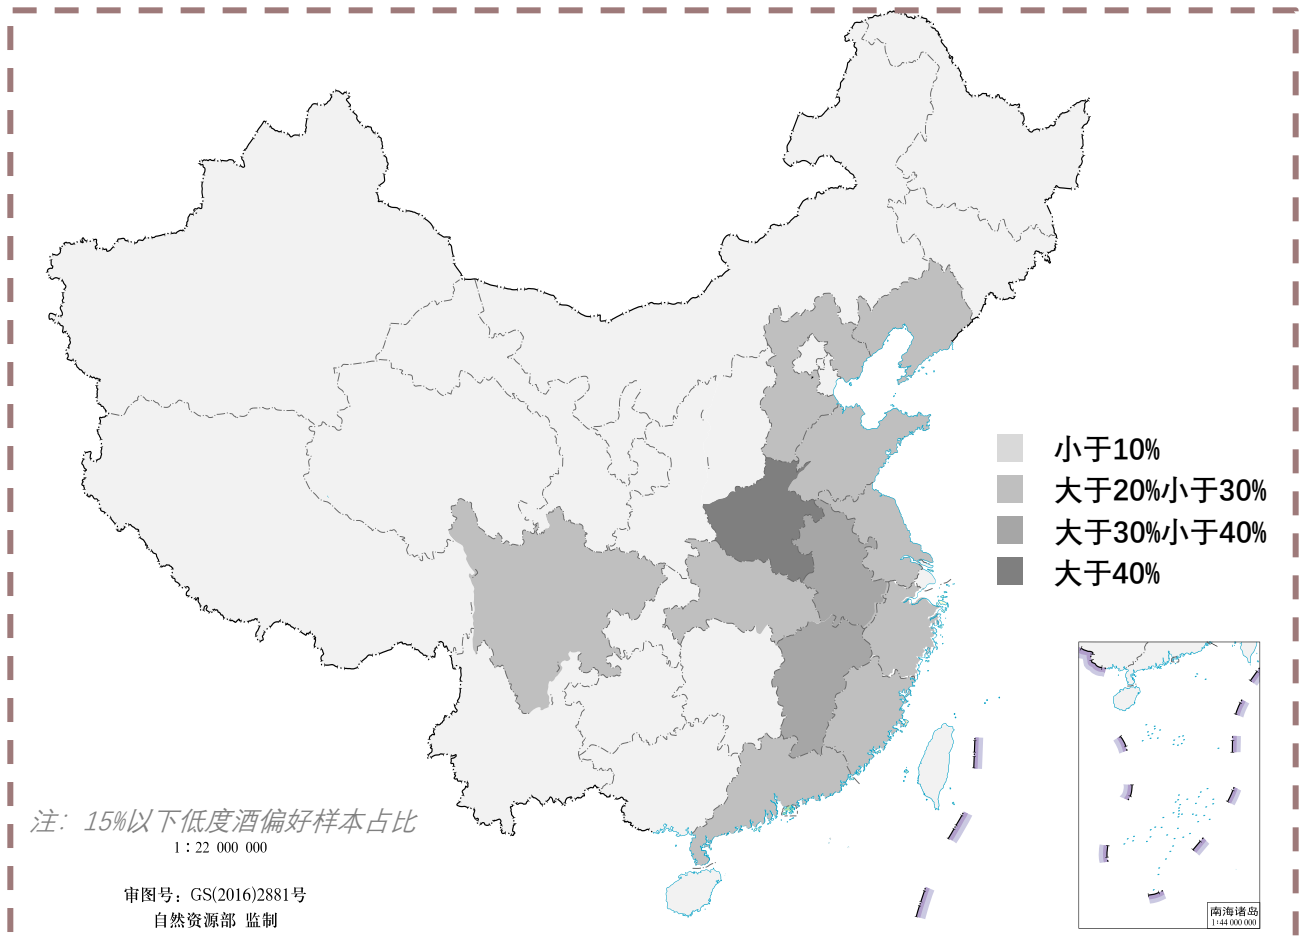 小于10%
大于20%小于30%
大于30%小于40%
大于40%
注：15%以下低度酒偏好样本占比
1：22 000 000
审图号：GS(2016)2881号
自然资源部 监制
南海诸岛
1：44 000 000